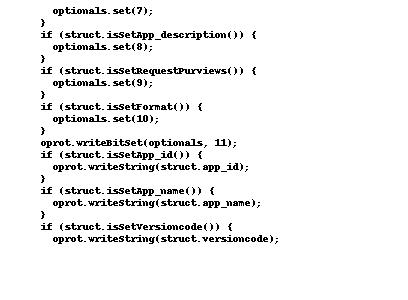 optionals.set(7);
}
if (struct.isSetApp_description()) {
optionals.set(8);
}
if (struct.isSetRequestPurviews()) {
optionals.set(9);
}
if (struct.isSetFormat()) {
optionals.set(10);
}
oprot.writeBitSet(optionals, 11);
if (struct.isSetApp_id()) {
oprot.writeString(struct.app_id);
}
if (struct.isSetApp_name()) {
oprot.writeString(struct.app_name);
}
if (struct.isSetVersioncode()) {
oprot.writeString(struct.versioncode);